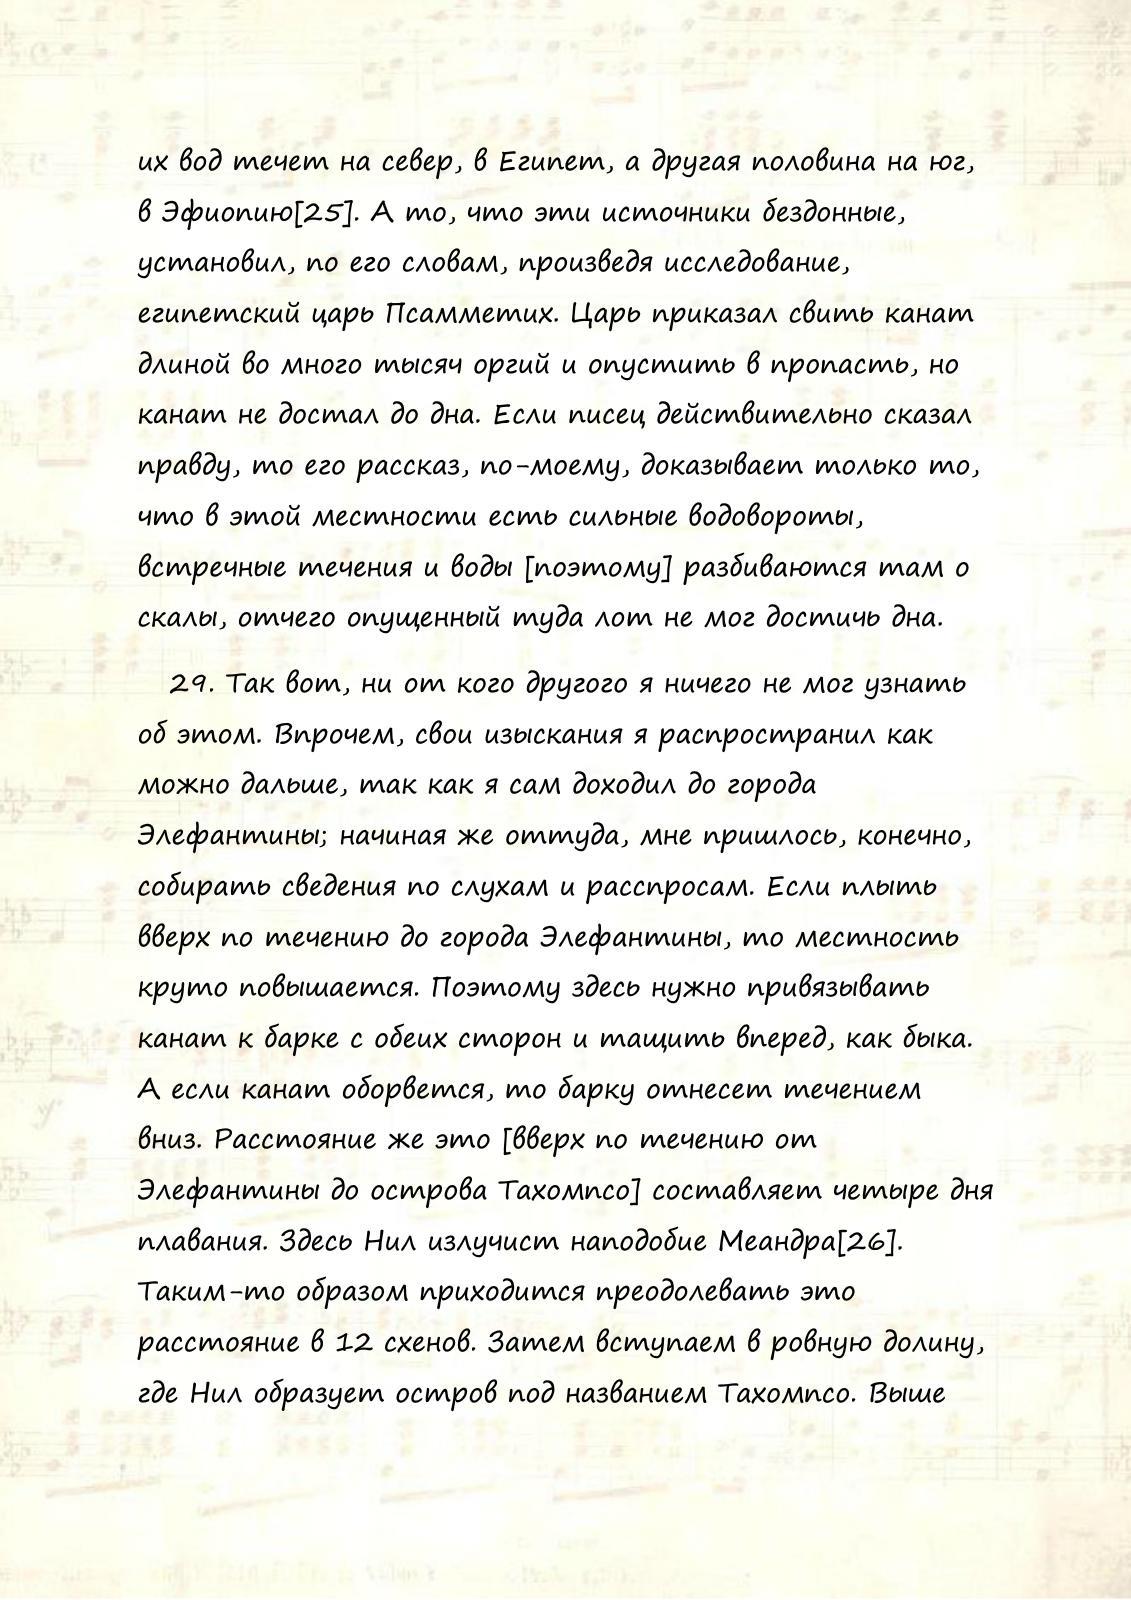 их вод течет на север, в Египет, а другая половина на юг,
в Эфиопию[25]. А то, что эти источники бездонные,
установил, по его словам, произведя исследование,
египетский царь Псамметих. Царь приказал свить канат
длиной во много тысяч оргий и опустить в пропасть, но
канат не достал до дна. Если писец действительно сказал
правду, то его рассказ, по-моему, доказывает только то,
что в этой местности есть сильные водовороты,
встречные течения и воды [поэтому] разбиваются там о
скалы, отчего опущенный туда лот не мог достичь дна.
29. Так вот, ни от кого другого я ничего не мог узнать
об этом. Впрочем, свои изыскания я распространил как
можно дальше, так как я сам доходил до города
Элефантины; начиная же оттуда, мне пришлось, конечно,
собирать сведения по слухам и расспросам. Если плыть
вверх по течению до города Элефантины, то местность
круто повышается. Поэтому здесь нужно привязывать
канат к барке с обеих сторон и тащить вперед, как быка.
А если канат оборвется, то барку отнесет течением
вниз. Расстояние же это [вверх по течению от
Элефантины до острова Тахомпсо] составляет четыре дня
плавания. Здесь Нил излучист наподобие Меандра[26].
Таким-то образом приходится преодолевать это
расстояние в 12 схенов. Затем вступаем в ровную долину,
где Нил образует остров под названием Тахомпсо. Выше